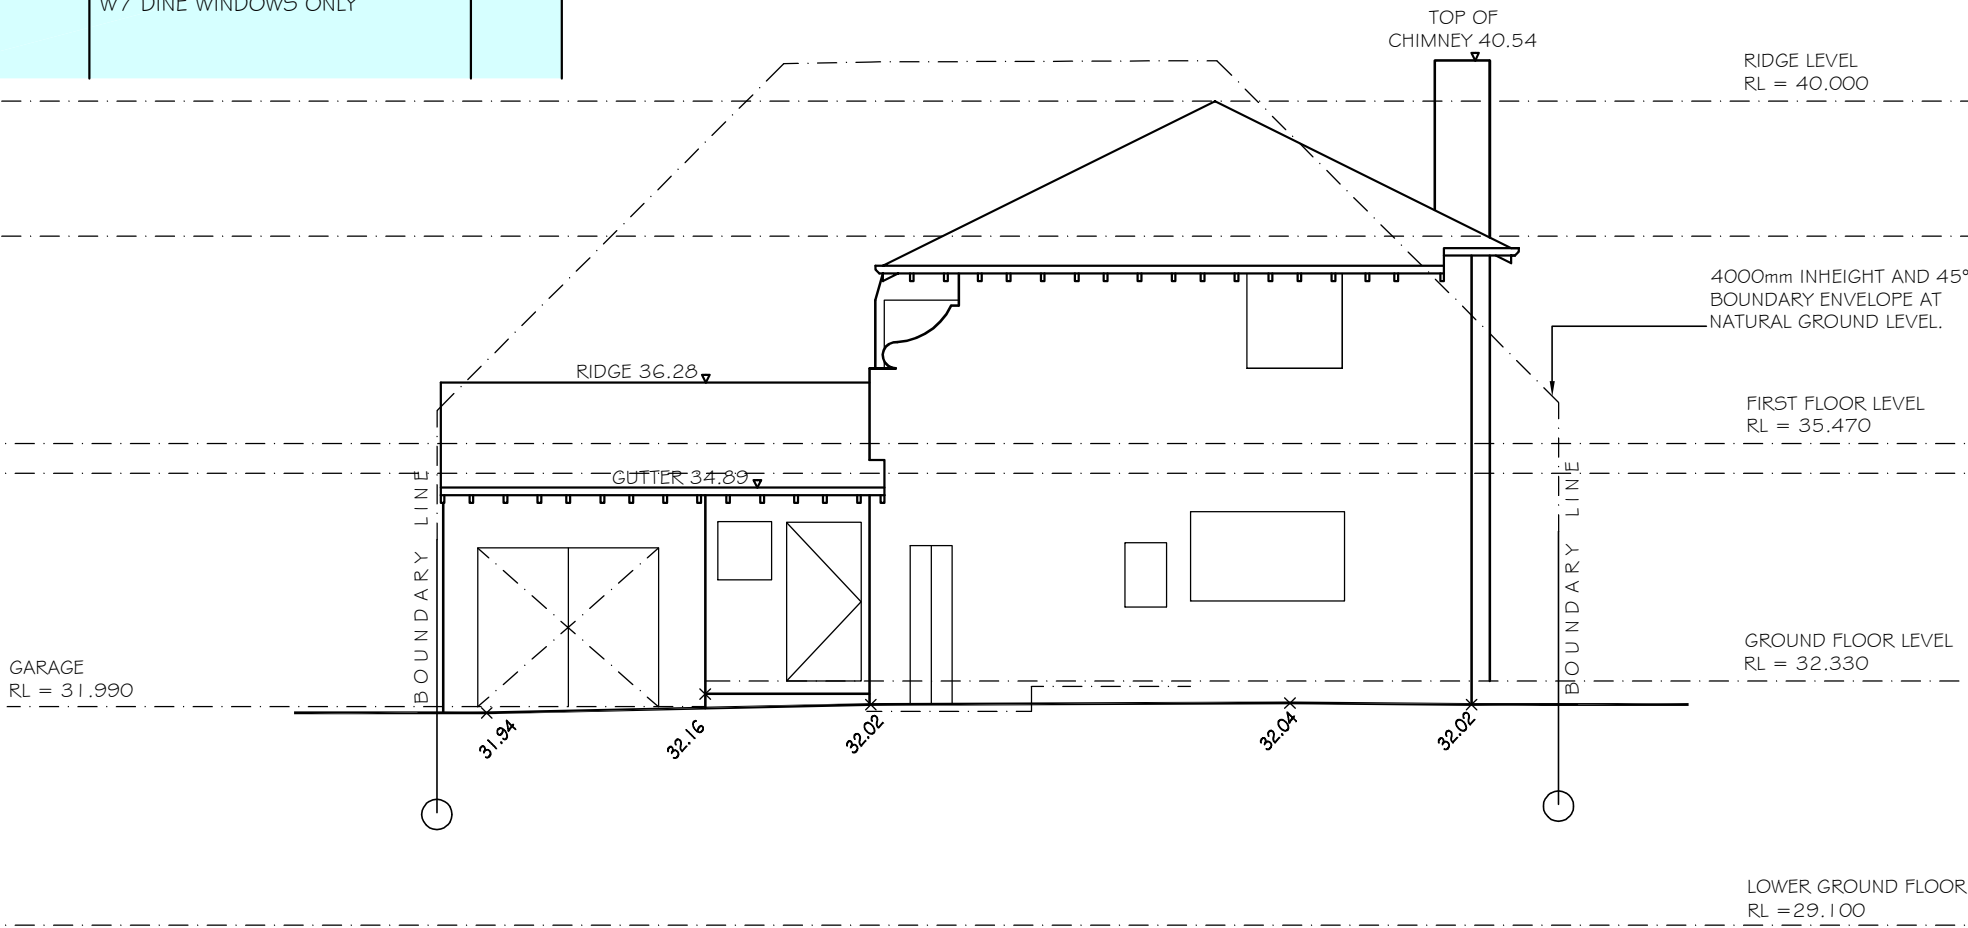 W7 DINE WINDOWS ONLY
TOP OF
CHIMNEY 40.54
RIDGE LEVEL
RL = 40.000
4000mm INHEIGHT AND 45°
BOUNDARY ENVELOPE AT
NATURAL GROUND LEVEL.
RIDGE 36.28
FIRST FLOOR LEVEL
RL = 35.470
GUTTER 34.89
BOUNDARY LINE
BOUNDARY LINE
GROUND FLOOR LEVEL
RL = 32.330
GARAGE
RL = 31.990
31.94
32.16
32.02
32.04
32.02
LOWER GROUND FLOOR
RL =29.100